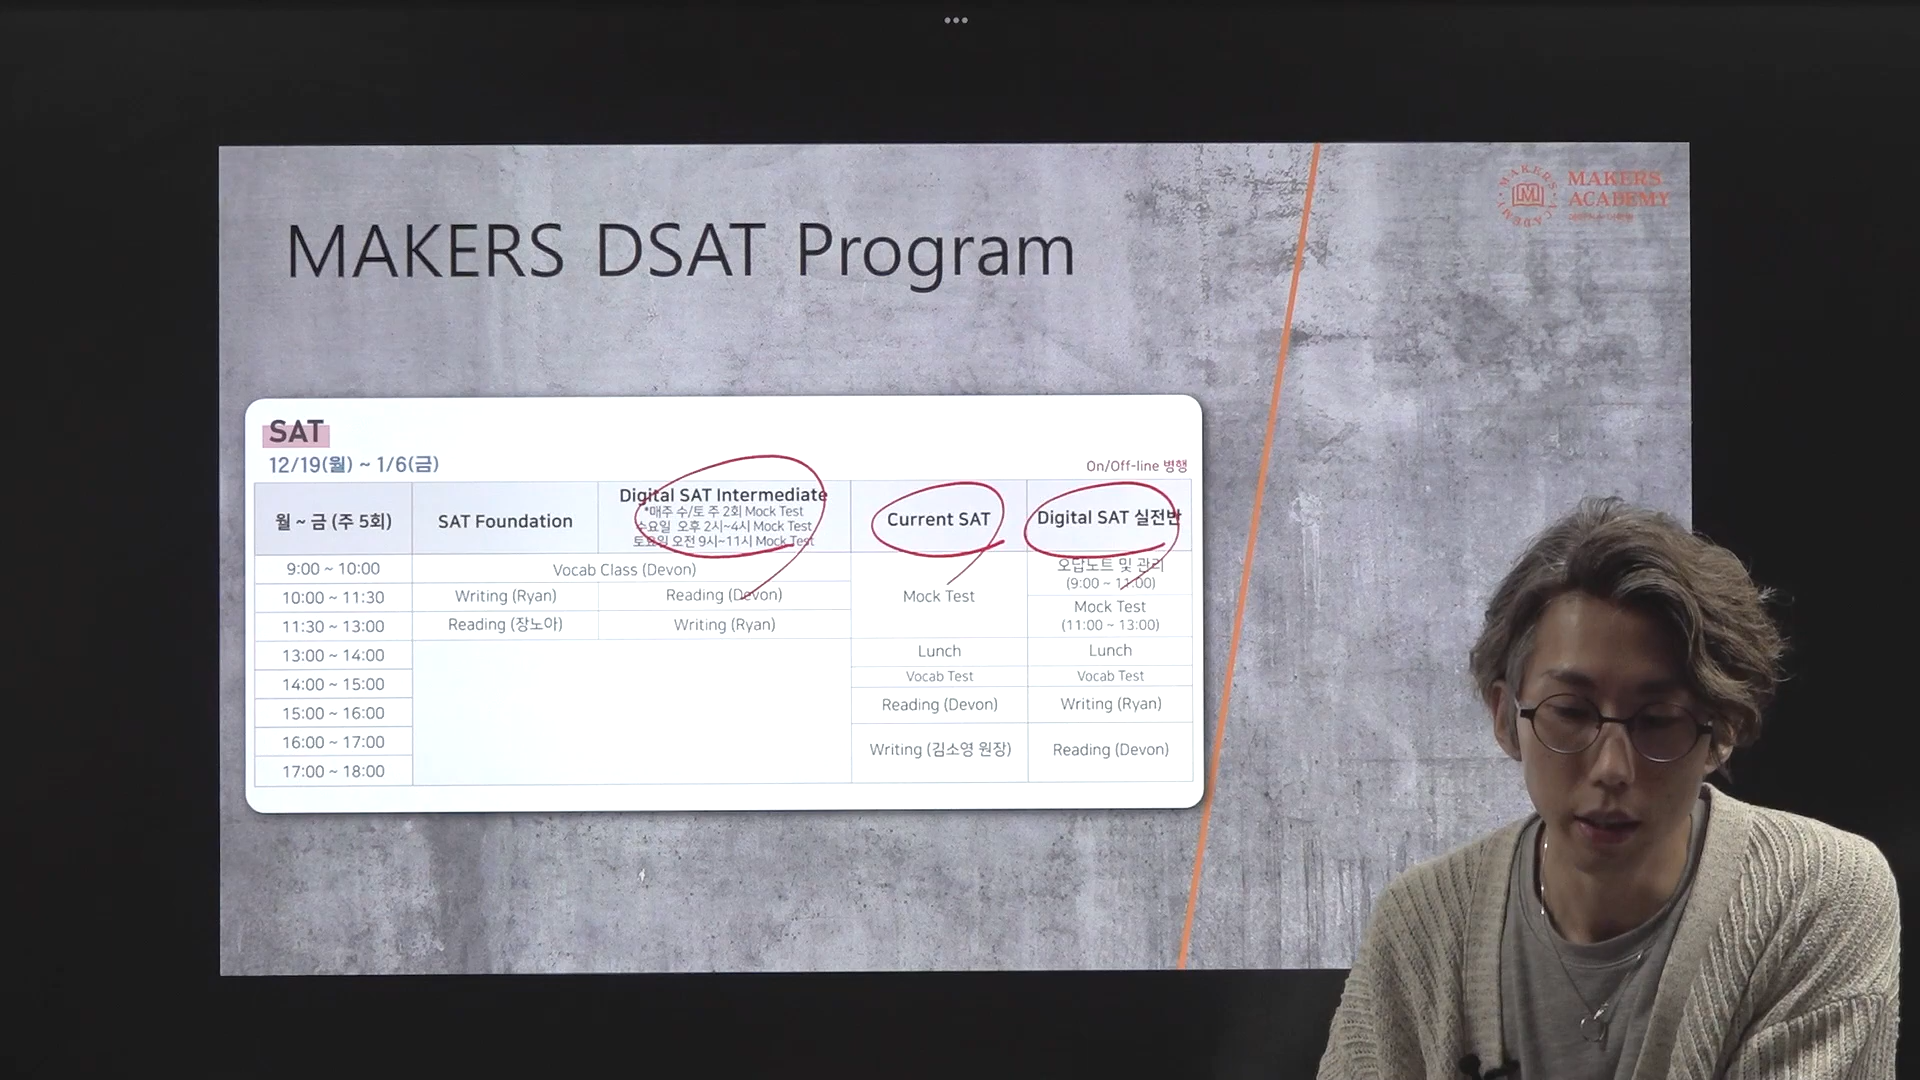 MAKERS
ACADEMY
MAKERS DSAT Program
SAT
12/19(월) ~ 1/6(금)
On/Off-line 병행
월 ~ 금 (주 5회)
SAT Foundation
Digital SAT Intermediate
*매주 수/토 주 2회 Mock Test
수요일 오후 2시~4시 Mock Test
토요일 오전 9시~11시 Mock Test
Current SAT
Digital SAT 실전반
9:00 ~ 10:00
Vocab Class (Devon)
Mock Test
오답노트 및 관리
(9:00 ~ 11:00)
10:00 ~ 11:30
Writing (Ryan)
Reading (Devon)
Mock Test
(11:00 ~ 13:00)
11:30 ~ 13:00
Reading (장노아)
Writing (Ryan)
13:00 ~ 14:00
Lunch
Lunch
14:00 ~ 15:00
Vocab Test
Vocab Test
15:00 ~ 16:00
Reading (Devon)
Writing (Ryan)
16:00 ~ 17:00
Writing (김소영 원장)
Reading (Devon)
17:00 ~ 18:00